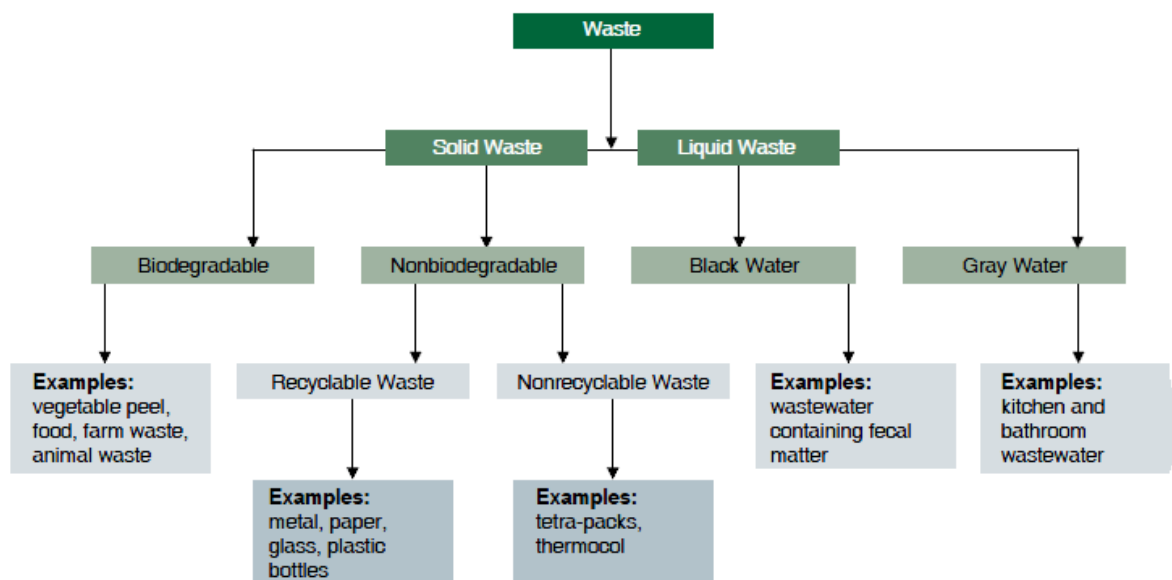 Waste
Solid Waste
Liquid Waste
Biodegradable
Nonbiodegradable
Black Water
Gray Water
Examples:
vegetable peel,
food, farm waste,
animal waste
Recyclable Waste
Nonrecyclable Waste
Examples:
wastewater
containing fecal
matter
Examples:
kitchen and
bathroom
wastewater
Examples:
metal, paper,
glass, plastic
bottles
Examples:
tetra-packs,
thermocol